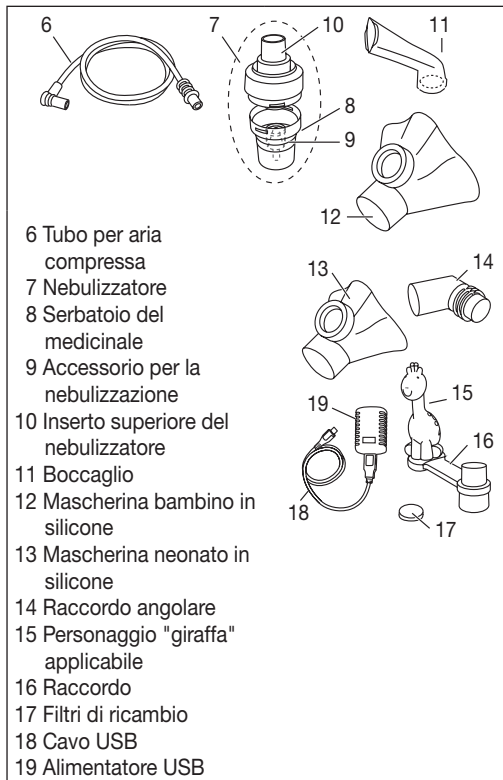 6
7
10
11
8
9
12
13
14
15
19
16
18
17
6 Tubo per aria
compressa
7 Nebulizzatore
8 Serbatoio del
medicinale
9 Accessorio per la
nebulizzazione
10 Inserto superiore del
nebulizzatore
11 Boccaglio
12 Mascherina bambino in
silicone
13 Mascherina neonato in
silicone
14 Raccordo angolare
15 Personaggio "giraffa"
applicabile
16 Raccordo
17 Filtri di ricambio
18 Cavo USB
19 Alimentatore USB